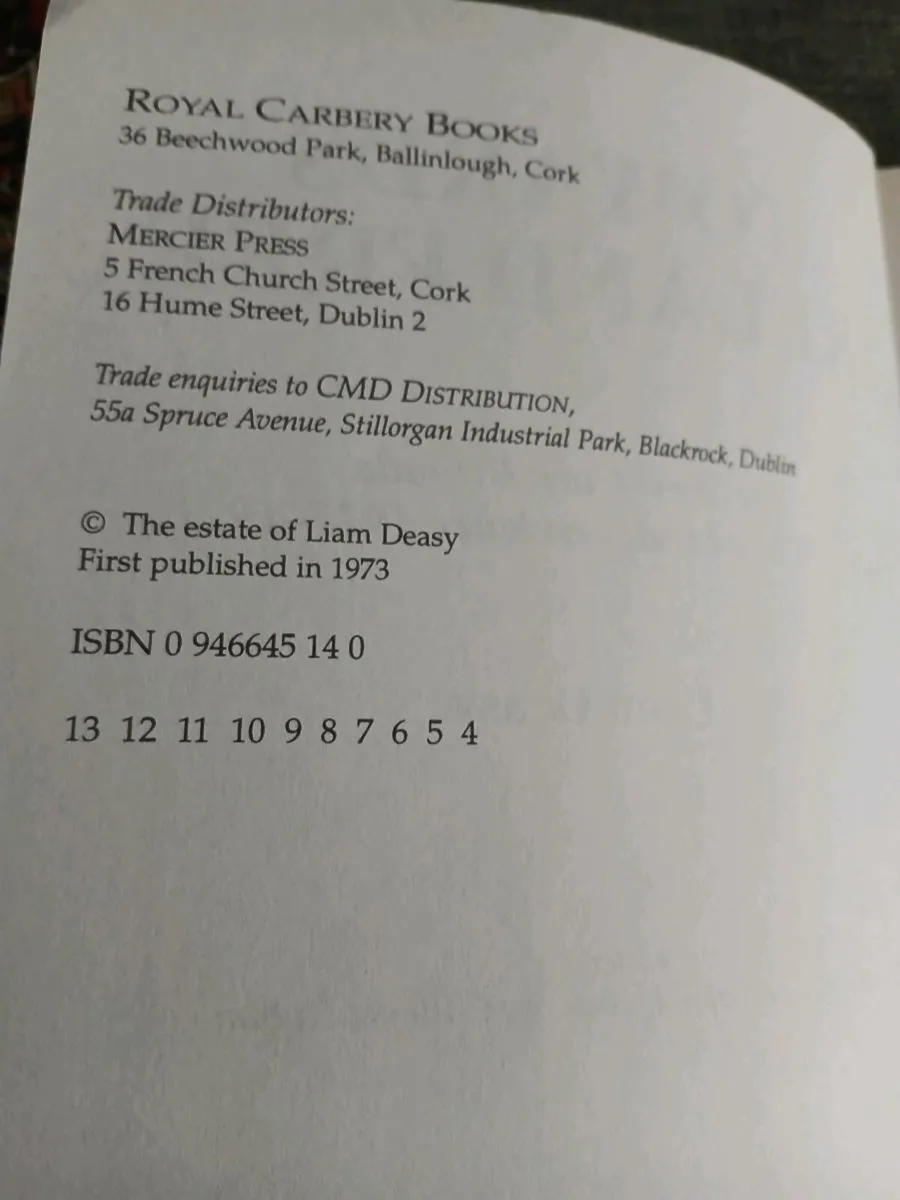 ROYAL CARBERY BOOKS
36 Beechwood Park, Ballinlough, Cork
Trade Distributors:
MERCIER PRESS
5 French Church Street, Cork
16 Hume Street, Dublin 2
Trade enquiries to CMD DISTRIBUTION,
55a Spruce Avenue, Stillorgan Industrial Park, Blackrock, Dublin
© The estate of Liam Deasy
First published in 1973
ISBN 0 946645 14 0
13 12 11 10 9 8 7 6 5 4